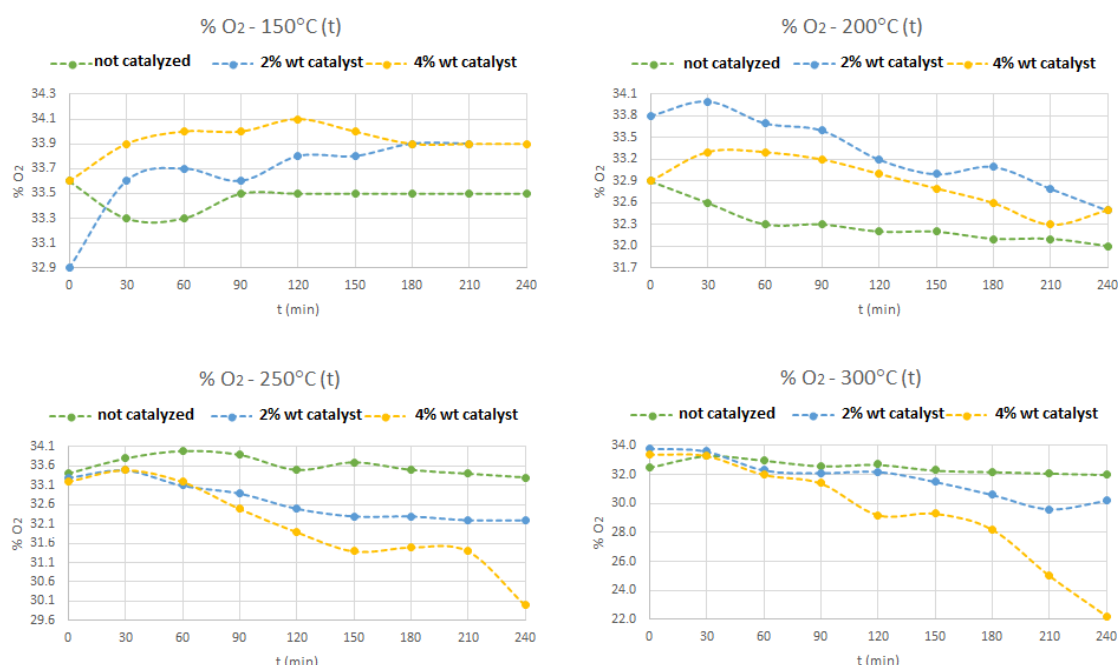 % O₂ - 150°C (t)
not catalyzed 2% wt catalyst 4% wt catalyst
34.3
34.1
33.9
33.7
33.5
33.3
33.1
32.9
% O₂
0 30 60 90 120 150 180 210 240
t (min)
% O₂ - 200°C (t)
not catalyzed 2% wt catalyst 4% wt catalyst
34.1
33.8
33.5
33.2
32.9
32.6
32.3
32.0
31.7
% O₂
0 30 60 90 120 150 180 210 240
t (min)
% O₂ - 250°C (t)
not catalyzed 2% wt catalyst 4% wt catalyst
34.1
33.6
33.1
32.6
32.1
31.6
31.1
30.6
30.1
29.6
% O₂
0 30 60 90 120 150 180 210 240
t (min)
% O₂ - 300°C (t)
not catalyzed 2% wt catalyst 4% wt catalyst
34.0
32.0
30.0
28.0
26.0
24.0
22.0
% O₂
0 30 60 90 120 150 180 210 240
t (min)